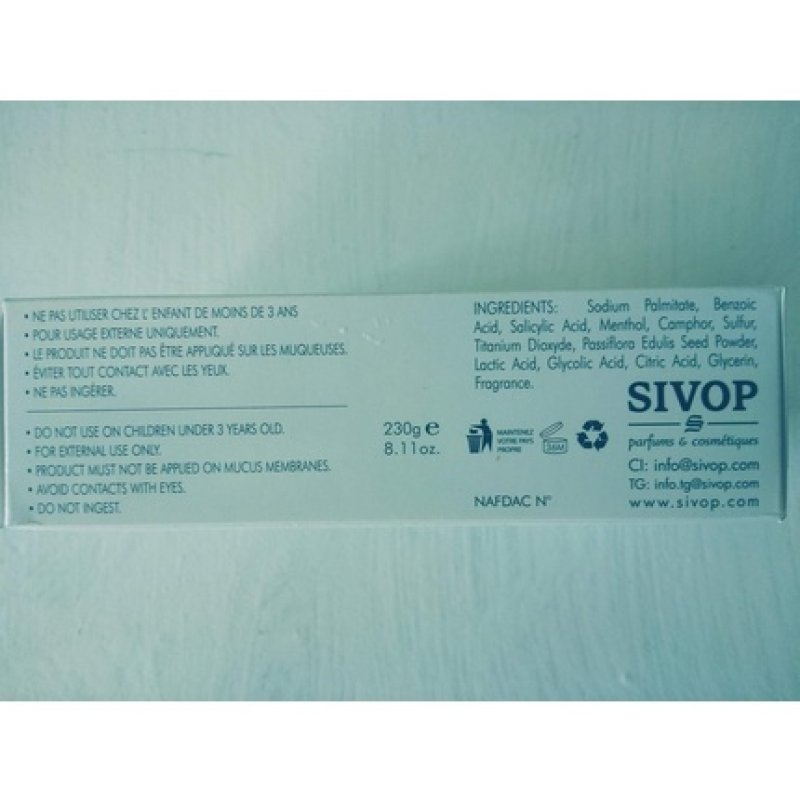 • NE PAS UTILISER CHEZ L' ENFANT DE MOINS DE 3 ANS
• POUR USAGE EXTERNE UNIQUEMENT.
• LE PRODUIT NE DOIT PAS ÊTRE APPLIQUÉ SUR LES MUQUEUSES.
• ÉVITER TOUT CONTACT AVEC LES YEUX.
• NE PAS INGÉRER.
• DO NOT USE ON CHILDREN UNDER 3 YEARS OLD.
• FOR EXTERNAL USE ONLY.
• PRODUCT MUST NOT BE APPLIED ON MUCUS MEMBRANES.
• AVOID CONTACTS WITH EYES.
• DO NOT INGEST.
230g e
8.11oz.
INGREDIENTS: Sodium Palmitate, Benzoic
Acid, Salicylic Acid, Menthol, Camphor, Sulfur,
Titanium Dioxyde, Passiflora Edulis Seed Powder,
Lactic Acid, Glycolic Acid, Citric Acid, Glycerin,
Fragrance.
MAINTENEZ
VOTRE PAYS
PROPRE
36M
NAFDAC N°
SIVOP
parfums & cosmétiques
CI: info@sivop.com
TG: info.tg@sivop.com
www.sivop.com